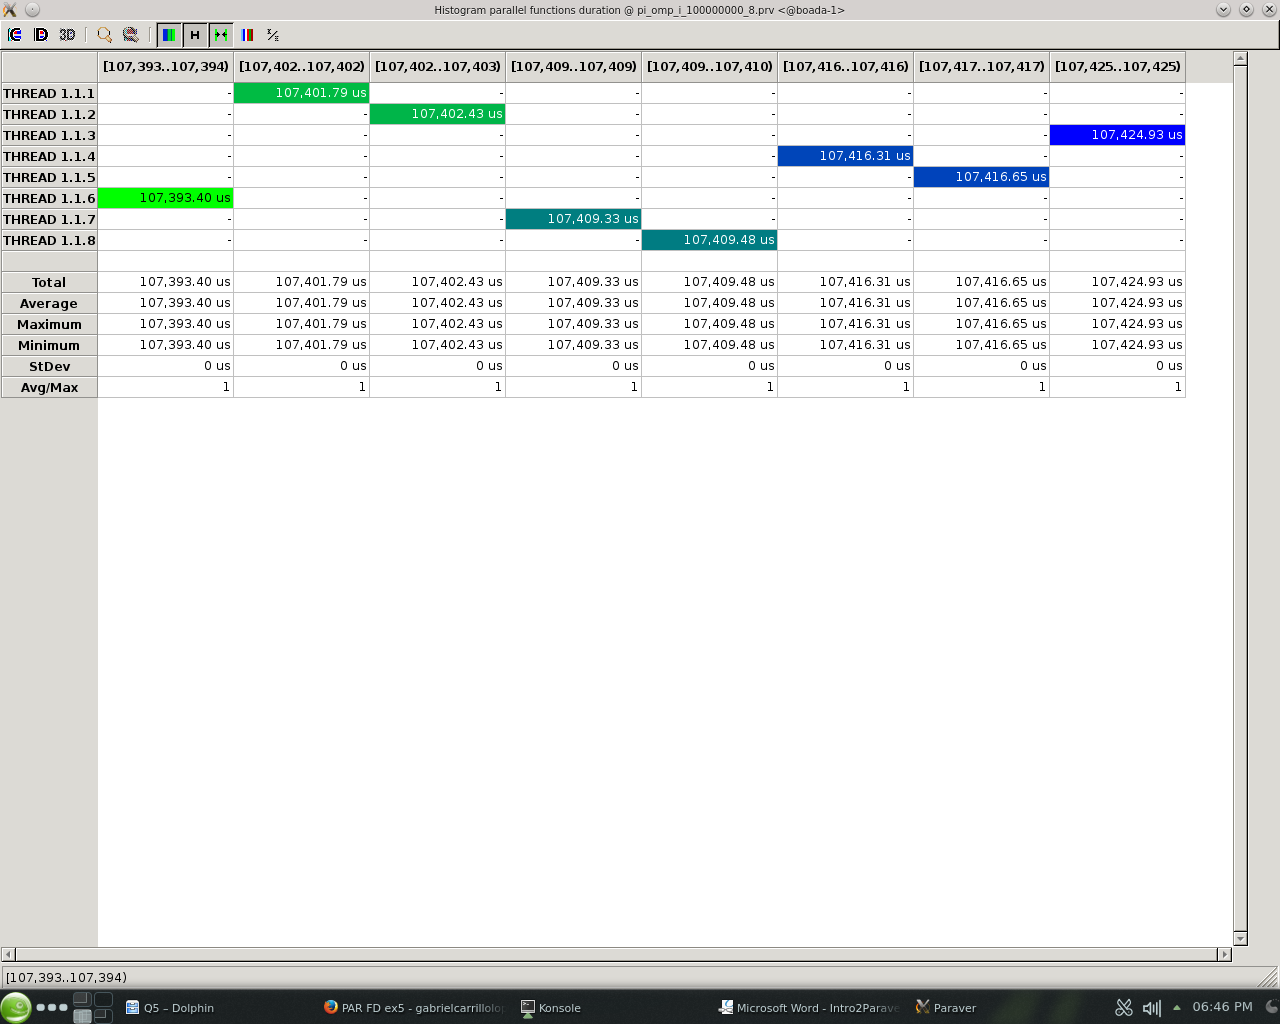 Histogram parallel functions duration @ pi_omp_i_100000000_8.prv <@boada-1>
3D H
[107,393..107,394) [107,402..107,402) [107,402..107,403) [107,409..107,409) [107,409..107,410) [107,416..107,416) [107,417..107,417) [107,425..107,425)
THREAD 1.1.1 - 107,401.79 us - - - - - -
THREAD 1.1.2 - - 107,402.43 us - - - - -
THREAD 1.1.3 - - - - - - - 107,424.93 us
THREAD 1.1.4 - - - - - 107,416.31 us - -
THREAD 1.1.5 - - - - - - 107,416.65 us -
THREAD 1.1.6 107,393.40 us - - - - - - -
THREAD 1.1.7 - - - 107,409.33 us - - - -
THREAD 1.1.8 - - - - 107,409.48 us - - -
Total 107,393.40 us 107,401.79 us 107,402.43 us 107,409.33 us 107,409.48 us 107,416.31 us 107,416.65 us 107,424.93 us
Average 107,393.40 us 107,401.79 us 107,402.43 us 107,409.33 us 107,409.48 us 107,416.31 us 107,416.65 us 107,424.93 us
Maximum 107,393.40 us 107,401.79 us 107,402.43 us 107,409.33 us 107,409.48 us 107,416.31 us 107,416.65 us 107,424.93 us
Minimum 107,393.40 us 107,401.79 us 107,402.43 us 107,409.33 us 107,409.48 us 107,416.31 us 107,416.65 us 107,424.93 us
StDev 0 us 0 us 0 us 0 us 0 us 0 us 0 us 0 us
Avg/Max 1 1 1 1 1 1 1 1
[107,393..107,394)
Q5 – Dolphin PAR FD ex5 - gabrielcarrillolo Konsole Microsoft Word - Intro2Parave Paraver 06:46 PM